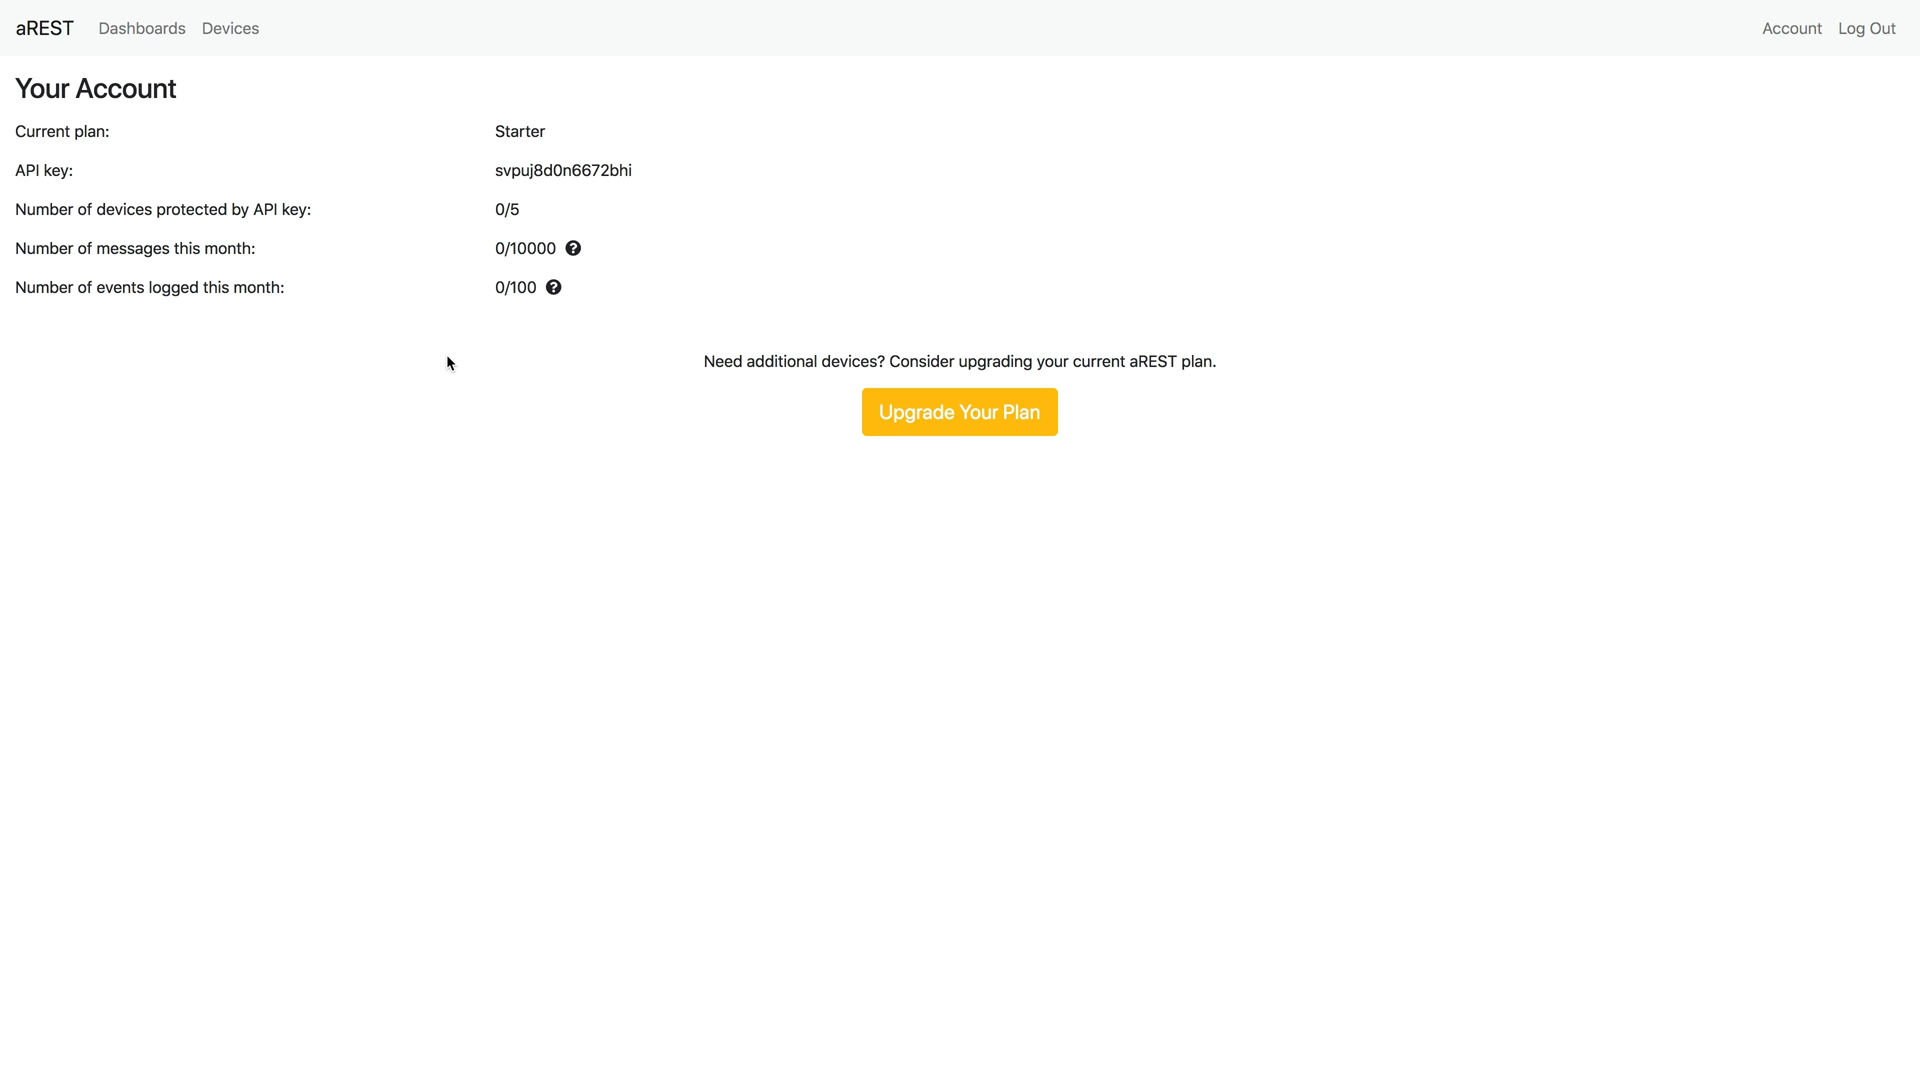 aREST Dashboards Devices Account Log Out
Your Account
Current plan: Starter
API key: svpuj8d0n6672bhi
Number of devices protected by API key: 0/5
Number of messages this month: 0/10000 ?
Number of events logged this month: 0/100 ?
Need additional devices? Consider upgrading your current aREST plan.
Upgrade Your Plan